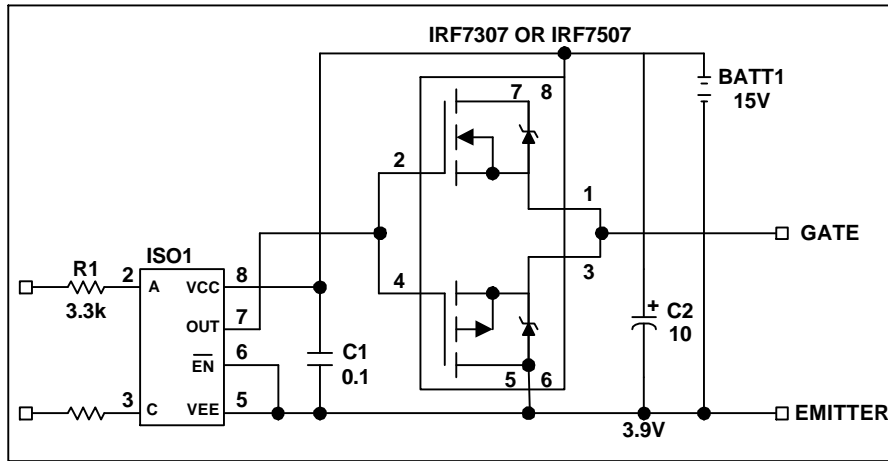 IRF7307 OR IRF7507
7 8
BATT1
15V
2
1
ISO1
GATE
R1
2
8
4
3
3.3k
A
VCC
7
OUT
C2
6
C1
+
10
EN
0.1
5 6
3
C
VEE
5
EMITTER
3.9V